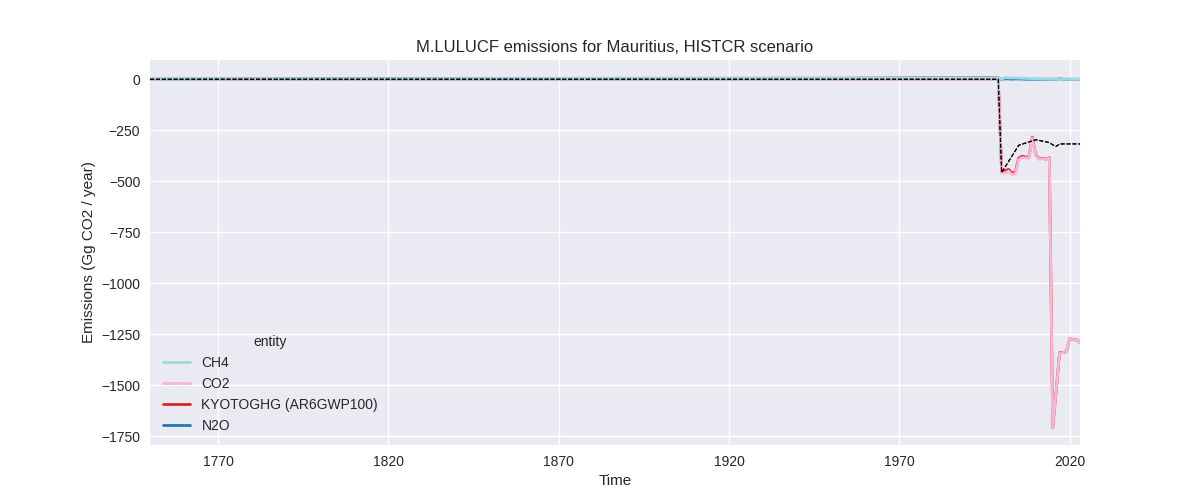 M.LULUCF emissions for Mauritius, HISTCR scenario
Emissions (Gg CO2 / year)
0
−250
−500
−750
−1000
−1250
−1500
−1750
entity
CH4
CO2
KYOTOGHG (AR6GWP100)
N2O
1770 1820 1870 1920 1970 2020
Time